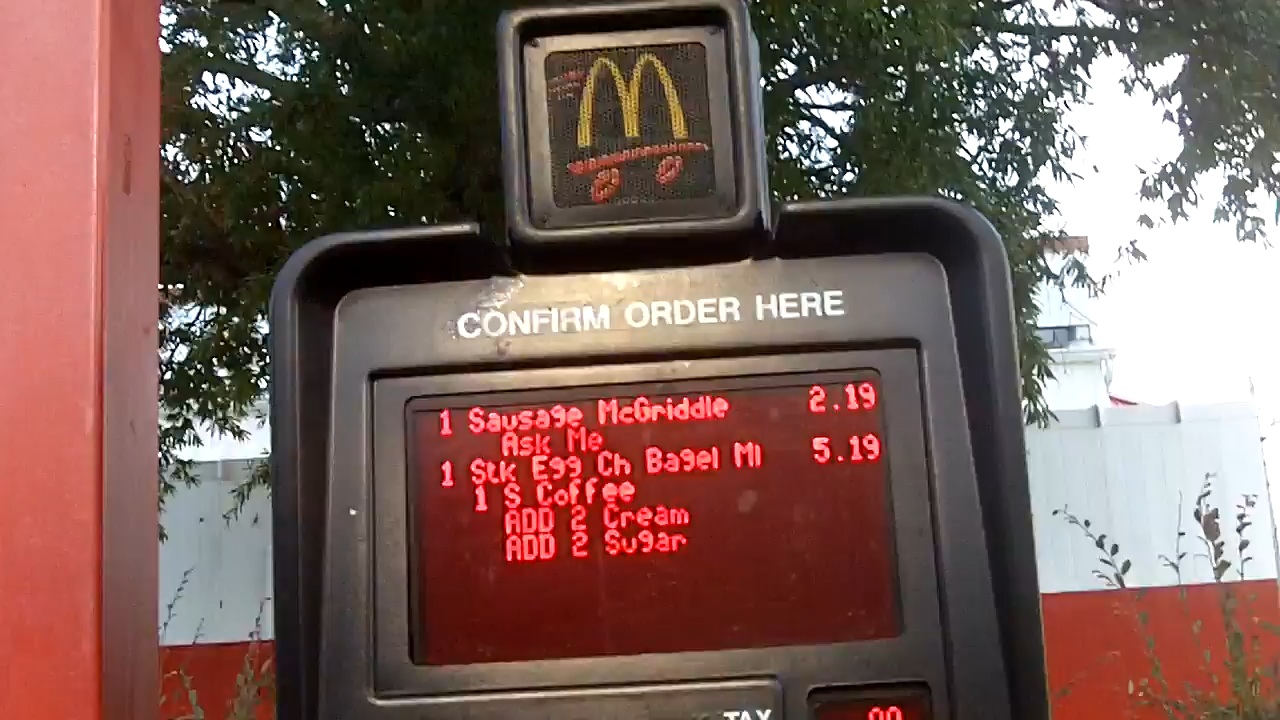 CONFIRM ORDER HERE
1 Sausage McGriddle 2.19
Ask Me
1 Stk Egg Ch Bagel Ml 5.19
1 S Coffee
ADD 2 Cream
ADD 2 Sugar
TAX